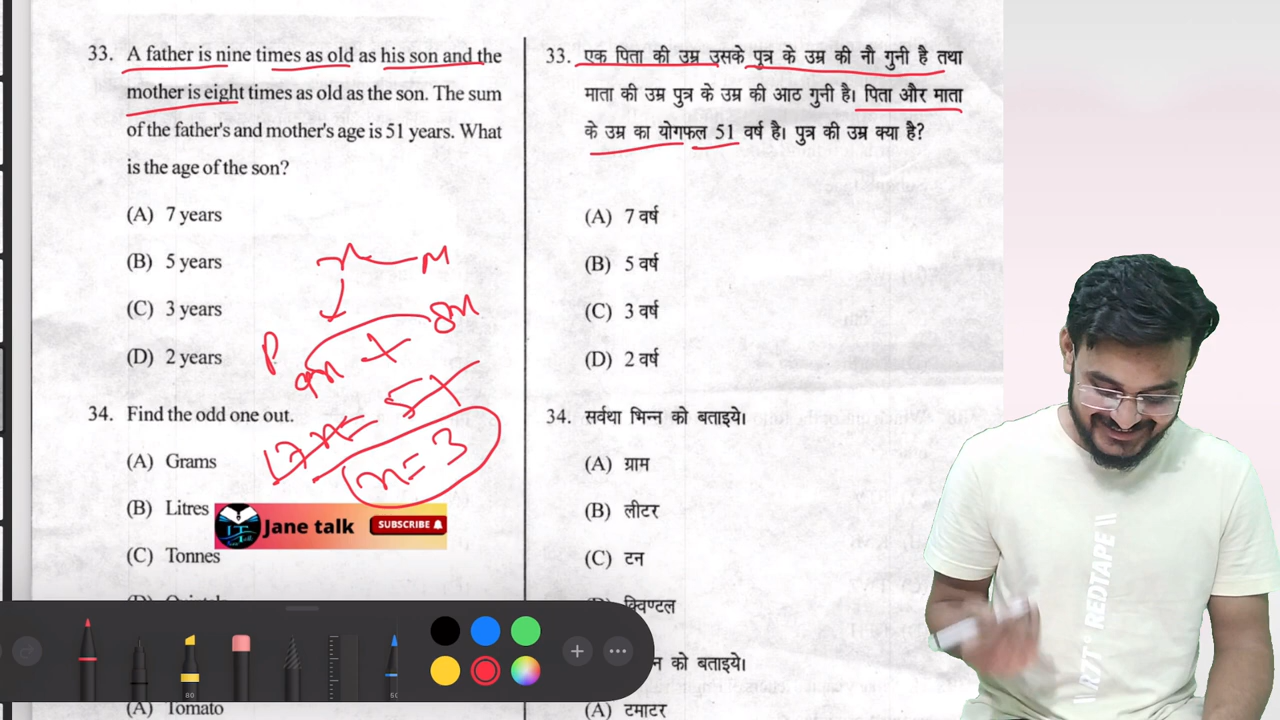 33. A father is nine times as old as his son and the
mother is eight times as old as the son. The sum
of the father's and mother's age is 51 years. What
is the age of the son?
(A) 7 years
(B) 5 years
(C) 3 years
(D) 2 years
34. Find the odd one out.
(A) Grams
(B) Litres
(C) Tonnes
(A) Tomato
33. एक पिता की उम्र उसके पुत्र के उम्र की नौ गुनी है तथा
माता की उम्र पुत्र के उम्र की आठ गुनी है। पिता और माता
के उम्र का योगफल 51 वर्ष है। पुत्र की उम्र क्या है?
(A) 7 वर्ष
(B) 5 वर्ष
(C) 3 वर्ष
(D) 2 वर्ष
34. सर्वथा भिन्न को बताइये।
(A) ग्राम
(B) लीटर
(C) टन
क्विण्टल
न को बताइये।
(A) टमाटर
Jane talk
SUBSCRIBE
80
50
REDTAPE